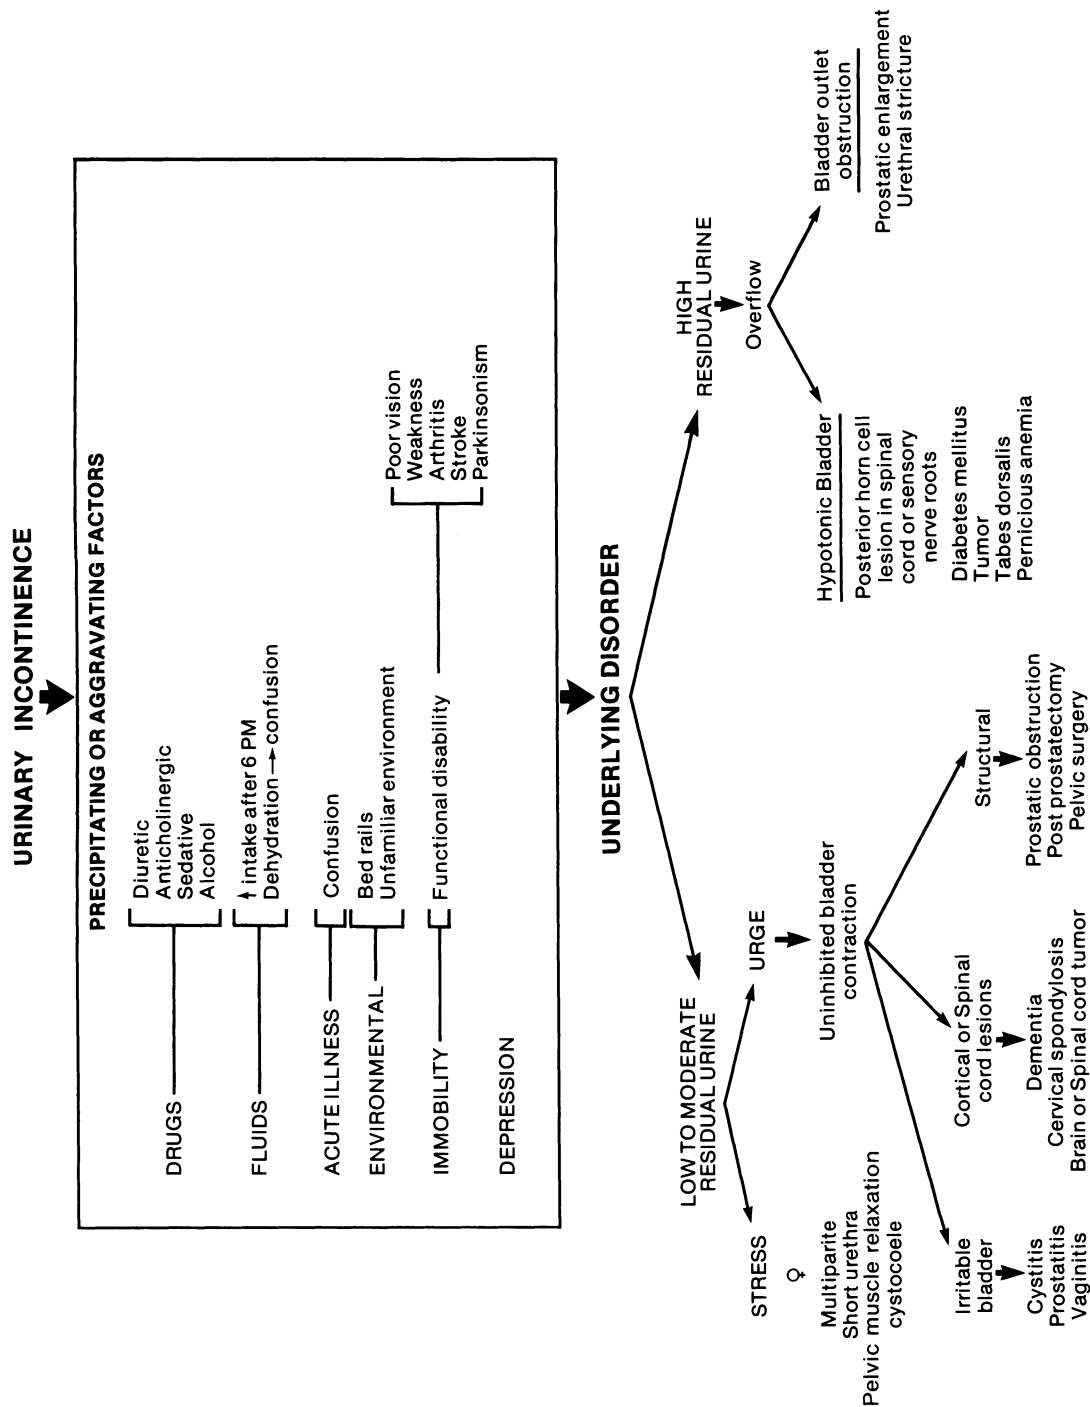 URINARY INCONTINENCE
PRECIPITATING OR AGGRAVATING FACTORS
DRUGS
Diuretic
Anticholinergic
Sedative
Alcohol
FLUIDS
↑ intake after 6 PM
Dehydration → confusion
ACUTE ILLNESS
Confusion
ENVIRONMENTAL
Bed rails
Unfamiliar environment
IMMOBILITY
Functional disability
Poor vision
Weakness
Arthritis
Stroke
Parkinsonism
DEPRESSION
UNDERLYING DISORDER
LOW TO MODERATE
RESIDUAL URINE
STRESS
♀
Multiparite
Short urethra
Pelvic muscle relaxation
cystocoele
URGE
Uninhibited bladder
contraction
Irritable
bladder
Cystitis
Prostatitis
Vaginitis
Cortical or Spinal
cord lesions
Dementia
Cervical spondylosis
Brain or Spinal cord tumor
Structural
Prostatic obstruction
Post prostatectomy
Pelvic surgery
HIGH
RESIDUAL URINE
Overflow
Hypotonic Bladder
Posterior horn cell
lesion in spinal
cord or sensory
nerve roots
Diabetes mellitus
Tumor
Tabes dorsalis
Pernicious anemia
Bladder outlet
obstruction
Prostatic enlargement
Urethral stricture